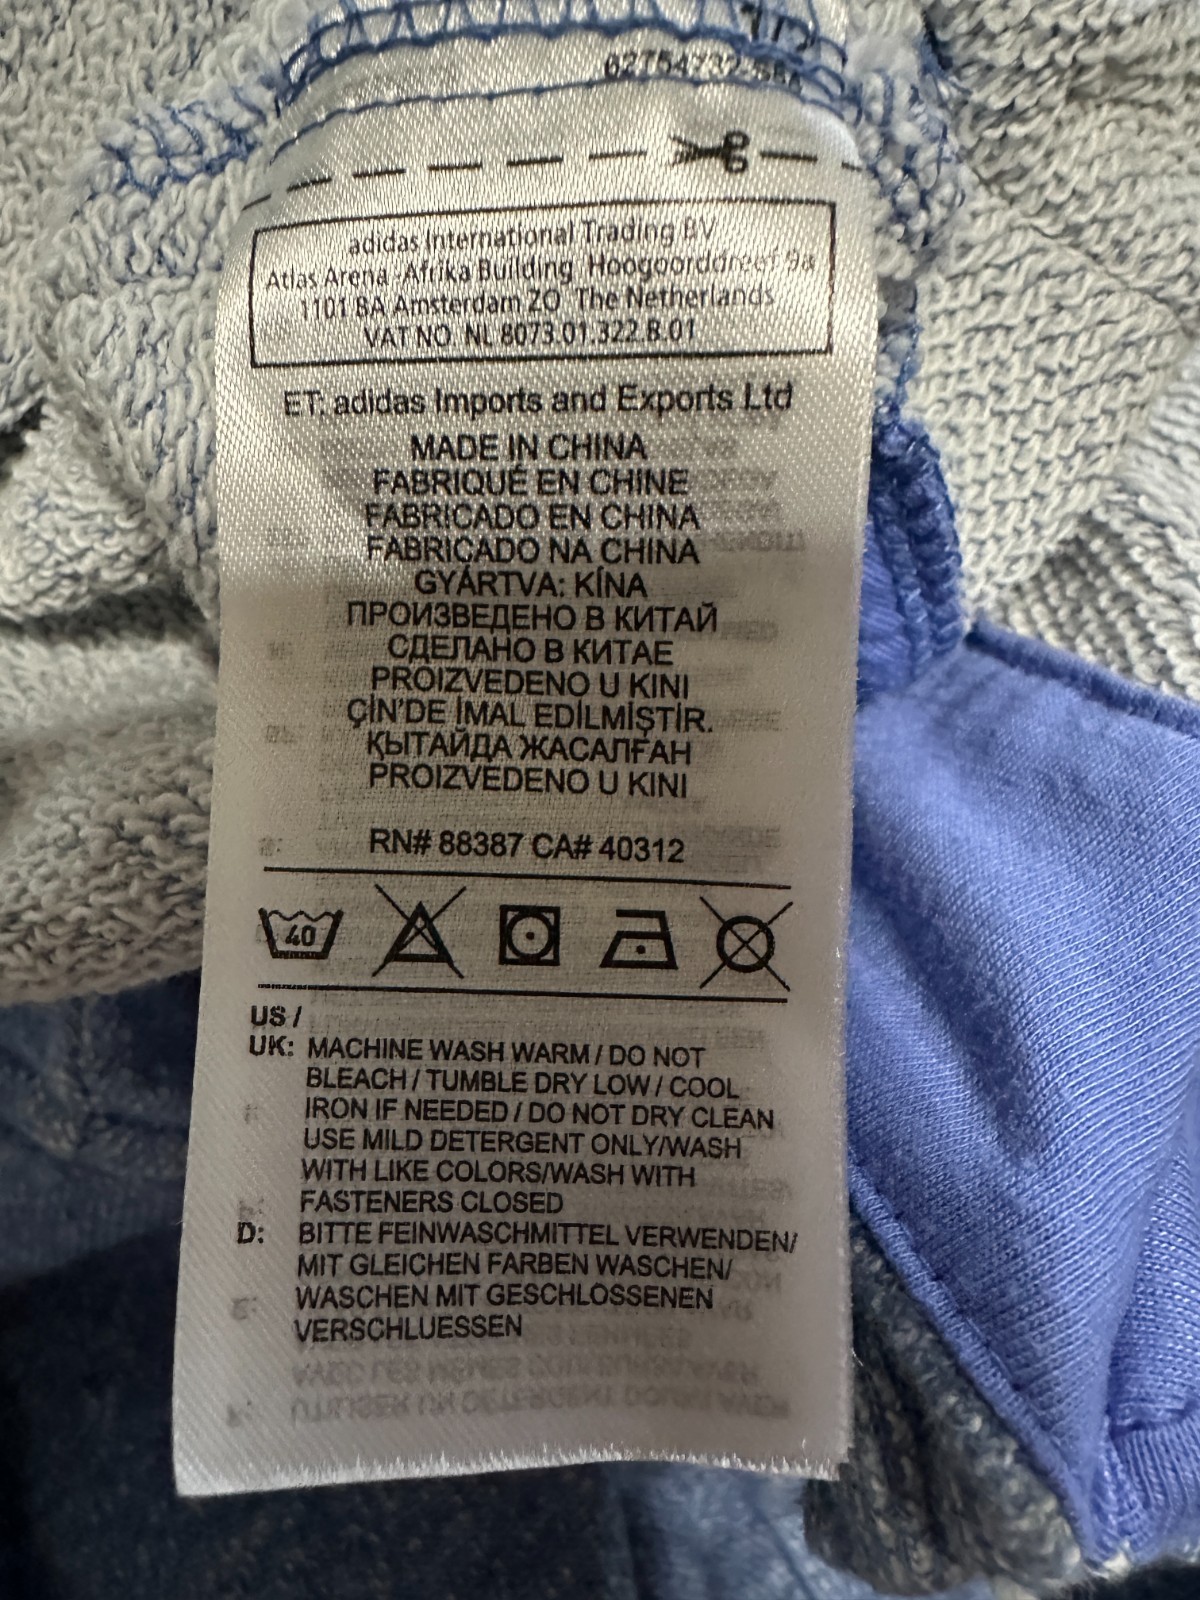 adidas International Trading BV
Atlas Arena -Afrika Building Hoogoorddreef 9a
1101 BA Amsterdam ZO The Netherlands
VAT NO. NL 8073.01.322.B.01
ET: adidas Imports and Exports Ltd
MADE IN CHINA
FABRIQUÉ EN CHINE
FABRICADO EN CHINA
FABRICADO NA CHINA
GYÁRTVA: KÍNA
ПРОИЗВЕДЕНО В КИТАЙ
СДЕЛАНО В КИТАЕ
PROIZVEDENO U KINI
ÇİN'DE İMAL EDİLMİŞTİR.
ҚЫТАЙДА ЖАСАЛҒАН
PROIZVEDENO U KINI
RN# 88387 CA# 40312
40
US /
UK: MACHINE WASH WARM / DO NOT
BLEACH / TUMBLE DRY LOW / COOL
IRON IF NEEDED / DO NOT DRY CLEAN
USE MILD DETERGENT ONLY/WASH
WITH LIKE COLORS/WASH WITH
FASTENERS CLOSED
D: BITTE FEINWASCHMITTEL VERWENDEN/
MIT GLEICHEN FARBEN WASCHEN/
WASCHEN MIT GESCHLOSSENEN
VERSCHLUESSEN